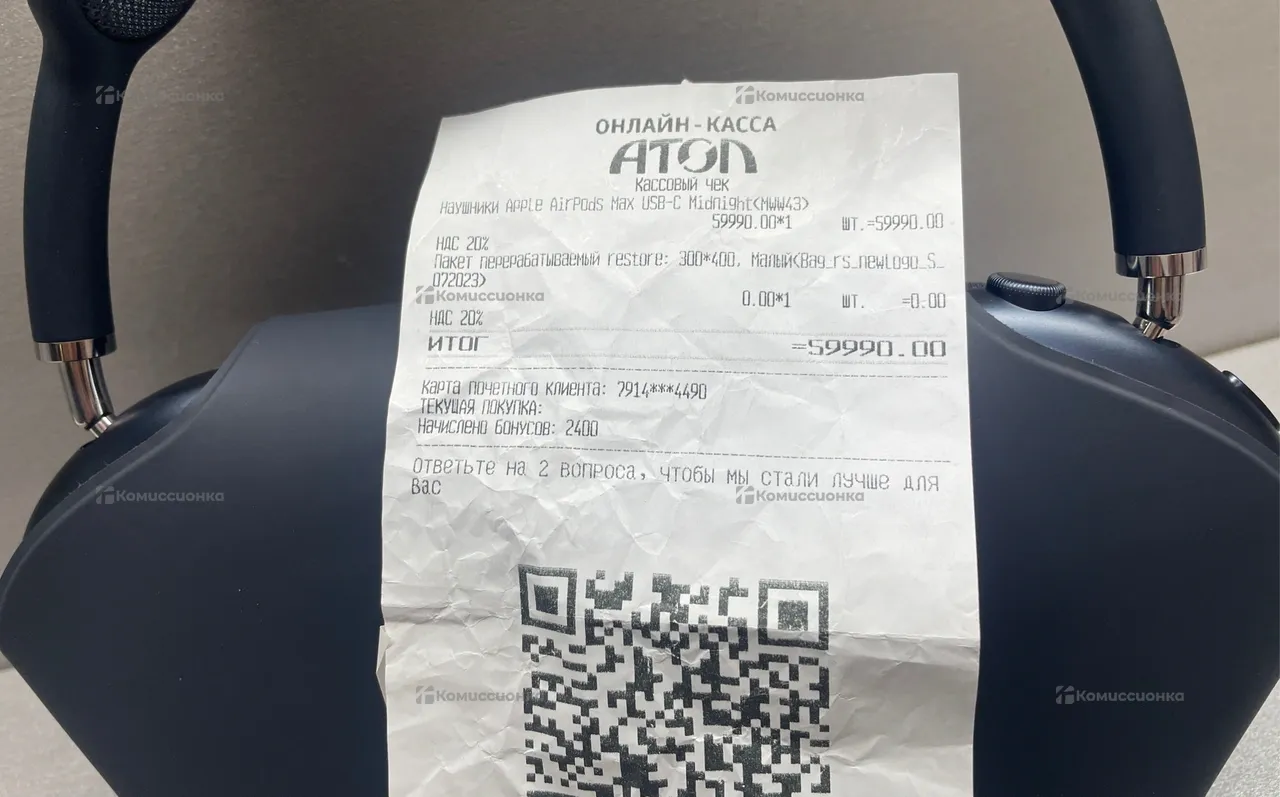 Комиссионка
Комиссионка
ОНЛАЙН-КАССА
АТОЛ
Кассовый чек
Наушники Apple AirPods Max USB-C Midnight(MWW43)
59990.00*1 шт.=59990.00
НДС 20%
Пакет перерабатываемый restore: 300*400, Малый(Bag_rs_newLogo_S_
072023)
Комиссионка
Комиссионка
0.00*1 шт. =0.00
НДС 20%
ИТОГ =59990.00
Карта почетного клиента: 7914***4490
ТЕКУЩАЯ ПОКУПКА:
Начислено бонусов: 2400
Ответьте на 2 вопроса, чтобы мы стали лучше для
Вас
Комиссионка
Комиссионка
Комиссионка
Комиссионка